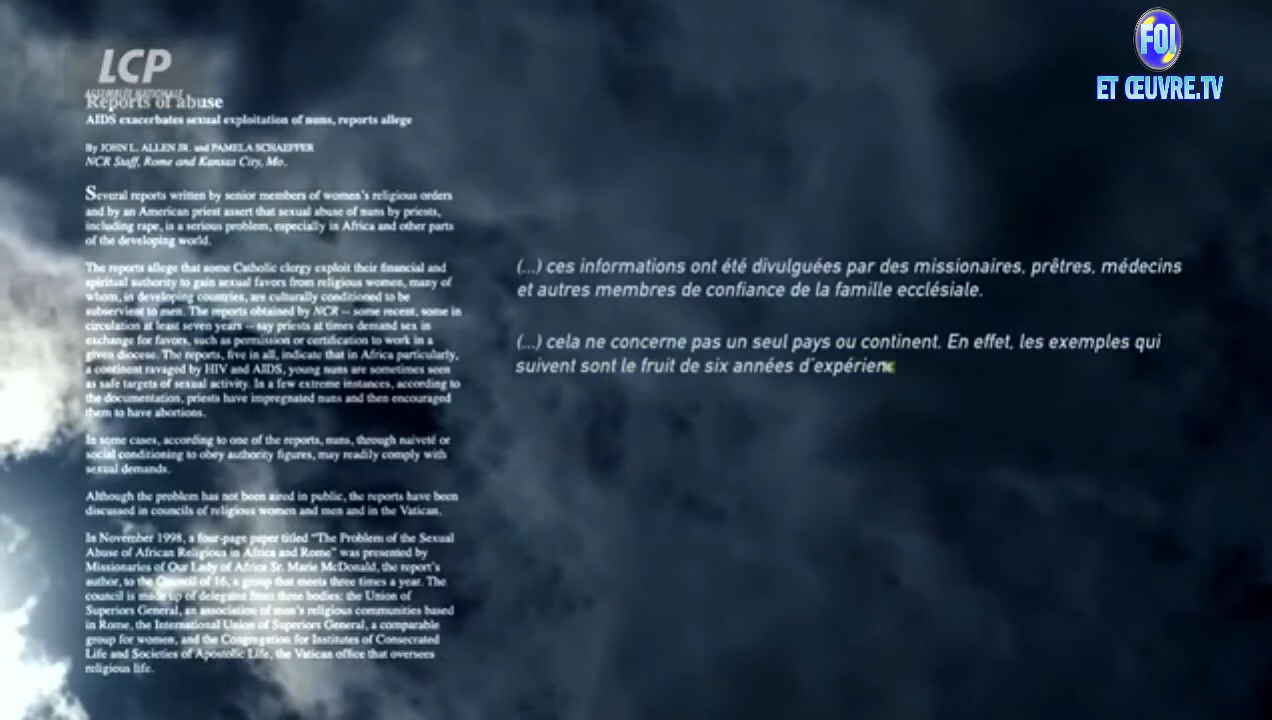 LCP
ASSEMBLÉE NATIONALE
FOI
ET ŒUVRE.TV
Reports of abuse
AIDS exacerbates sexual exploitation of nuns, reports allege
By JOHN L. ALLEN JR. and PAMELA SCHAEFFER
NCR Staff, Rome and Kansas City, Mo.
Several reports written by senior members of women's religious orders
and by an American priest assert that sexual abuse of nuns by priests,
including rape, is a serious problem, especially in Africa and other parts
of the developing world.
The reports allege that some Catholic clergy exploit their financial and
spiritual authority to gain sexual favors from religious women, many of
whom, in developing countries, are culturally conditioned to be
subservient to men. The reports obtained by NCR -- some recent, some in
circulation at least seven years -- say priests at times demand sex in
exchange for favors, such as permission or certification to work in a
given diocese. The reports, five in all, indicate that in Africa particularly,
a continent ravaged by HIV and AIDS, young nuns are sometimes seen
as safe targets of sexual activity. In a few extreme instances, according to
the documentation, priests have impregnated nuns and then encouraged
them to have abortions.
In some cases, according to one of the reports, nuns, through naiveté or
social conditioning to obey authority figures, may readily comply with
sexual demands.
Although the problem has not been aired in public, the reports have been
discussed in councils of religious women and men and in the Vatican.
In November 1998, a four-page paper titled "The Problem of the Sexual
Abuse of African Religious in Africa and Rome" was presented by
Missionaries of Our Lady of Africa Sr. Marie McDonald, the report's
author, to the Council of 16, a group that meets three times a year. The
council is made up of delegates from three bodies: the Union of
Superiors General, an association of men's religious communities based
in Rome, the International Union of Superiors General, a comparable
group for women, and the Congregation for Institutes of Consecrated
Life and Societies of Apostolic Life, the Vatican office that oversees
religious life.
(...) ces informations ont été divulguées par des missionaires, prêtres, médecins
et autres membres de confiance de la famille ecclésiale.
(...) cela ne concerne pas un seul pays ou continent. En effet, les exemples qui
suivent sont le fruit de six années d'expérien